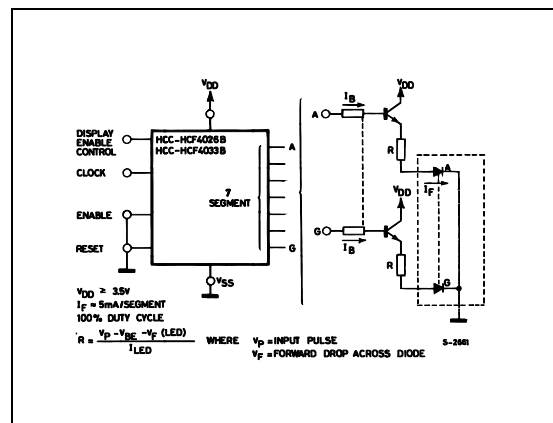 VDD
DISPLAY
ENABLE
CONTROL
CLOCK
ENABLE
RESET
HCC-HCF4026B
HCC-HCF4033B
7
SEGMENT
A
G
VSS
A
IB
VDD
R
A
IF
VDD
G
IB
R
G
VDD ≥ 3.5V
IF ≈ 5mA/SEGMENT
100% DUTY CYCLE
R = VP - VBE - VF (LED) / ILED WHERE VP = INPUT PULSE
VF = FORWARD DROP ACROSS DIODE
S-2661